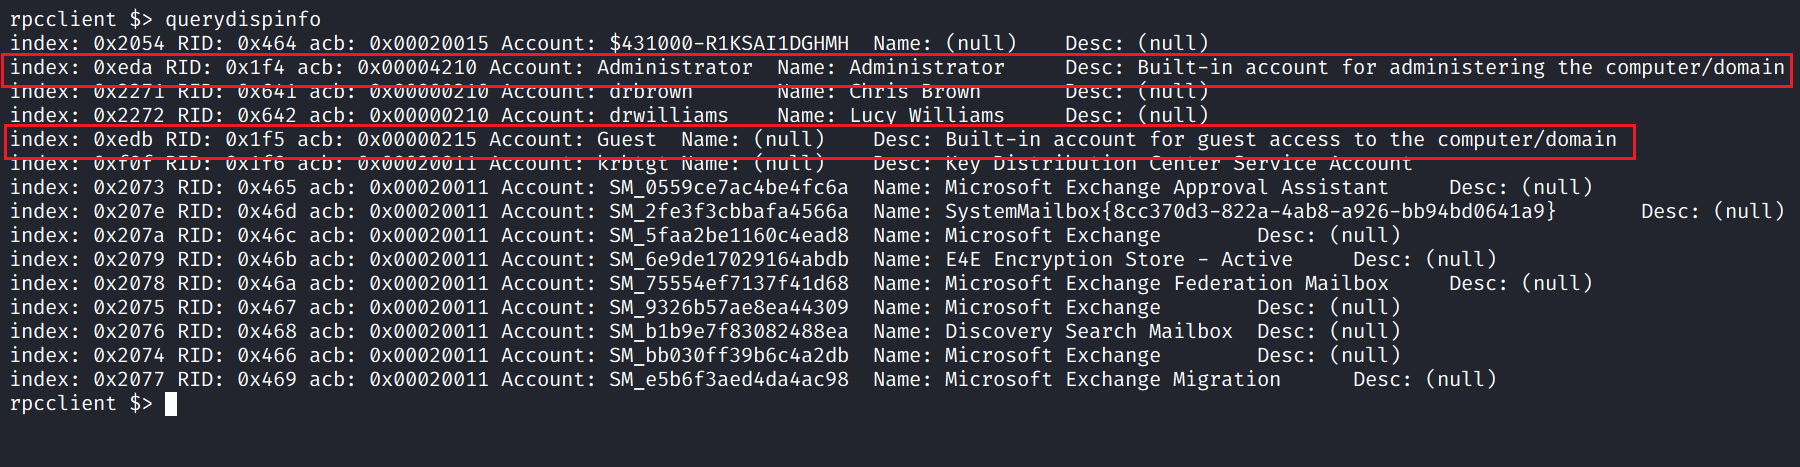 rpcclient $> querydispinfo
index: 0x2054 RID: 0x464 acb: 0x00020015 Account: $431000-R1KSAI1DGHMH  Name: (null)    Desc: (null)
index: 0xeda RID: 0x1f4 acb: 0x00004210 Account: Administrator  Name: Administrator     Desc: Built-in account for administering the computer/domain
index: 0x2271 RID: 0x641 acb: 0x00000210 Account: drbrown       Name: Chris Brown       Desc: (null)
index: 0x2272 RID: 0x642 acb: 0x00000210 Account: drwilliams    Name: Lucy Williams     Desc: (null)
index: 0xedb RID: 0x1f5 acb: 0x00000215 Account: Guest  Name: (null)    Desc: Built-in account for guest access to the computer/domain
index: 0xf0f RID: 0x1f6 acb: 0x00020011 Account: krbtgt Name: (null)    Desc: Key Distribution Center Service Account
index: 0x2073 RID: 0x465 acb: 0x00020011 Account: SM_0559ce7ac4be4fc6a  Name: Microsoft Exchange Approval Assistant     Desc: (null)
index: 0x207e RID: 0x46d acb: 0x00020011 Account: SM_2fe3f3cbbafa4566a  Name: SystemMailbox{8cc370d3-822a-4ab8-a926-bb94bd0641a9}       Desc: (null)
index: 0x207a RID: 0x46c acb: 0x00020011 Account: SM_5faa2be1160c4ead8  Name: Microsoft Exchange        Desc: (null)
index: 0x2079 RID: 0x46b acb: 0x00020011 Account: SM_6e9de17029164abdb  Name: E4E Encryption Store - Active     Desc: (null)
index: 0x2078 RID: 0x46a acb: 0x00020011 Account: SM_75554ef7137f41d68  Name: Microsoft Exchange Federation Mailbox     Desc: (null)
index: 0x2075 RID: 0x467 acb: 0x00020011 Account: SM_9326b57ae8ea44309  Name: Microsoft Exchange        Desc: (null)
index: 0x2076 RID: 0x468 acb: 0x00020011 Account: SM_b1b9e7f83082488ea  Name: Discovery Search Mailbox  Desc: (null)
index: 0x2074 RID: 0x466 acb: 0x00020011 Account: SM_bb030ff39b6c4a2db  Name: Microsoft Exchange        Desc: (null)
index: 0x2077 RID: 0x469 acb: 0x00020011 Account: SM_e5b6f3aed4da4ac98  Name: Microsoft Exchange Migration      Desc: (null)
rpcclient $>